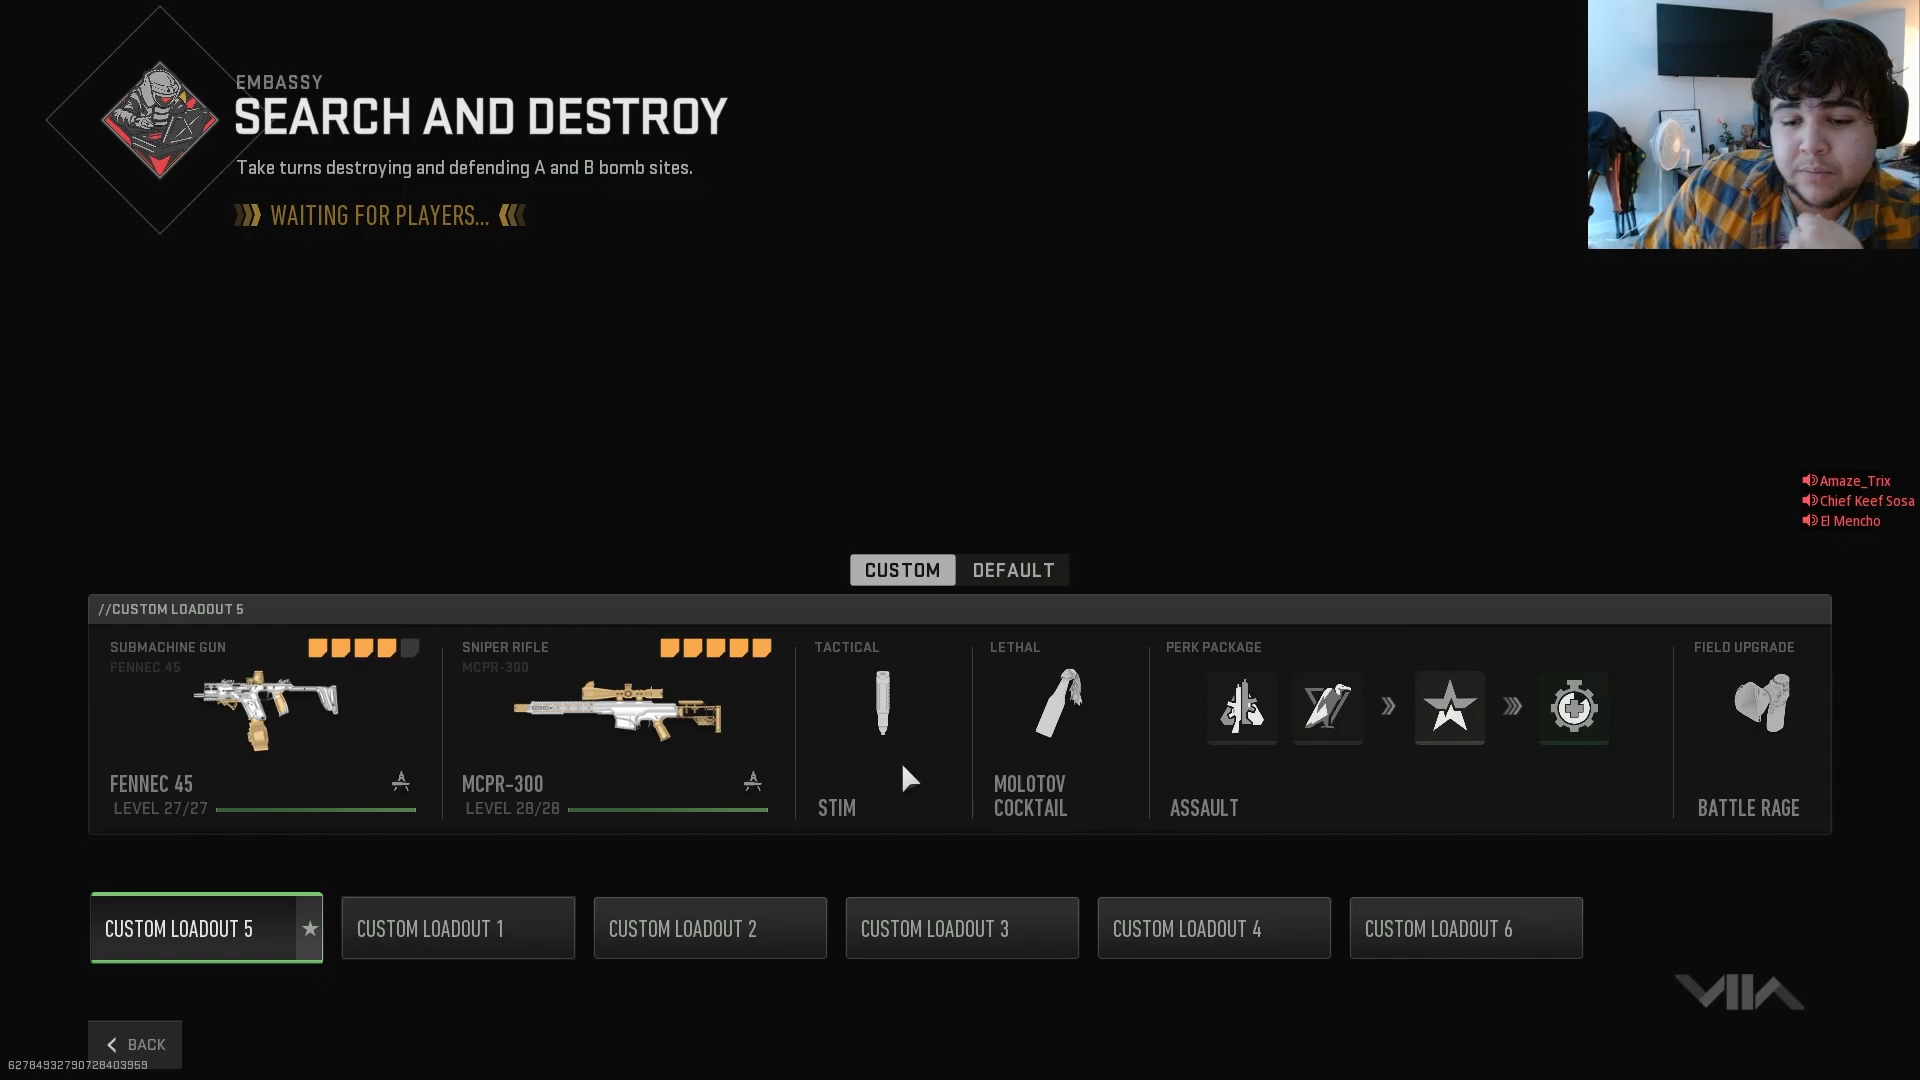 EMBASSY
SEARCH AND DESTROY
Take turns destroying and defending A and B bomb sites.
WAITING FOR PLAYERS...
Amaze_Trix
Chief Keef Sosa
El Mencho
CUSTOM DEFAULT
//CUSTOM LOADOUT 5
SUBMACHINE GUN
FENNEC 45
FENNEC 45
LEVEL 27/27
SNIPER RIFLE
MCPR-300
MCPR-300
LEVEL 28/28
TACTICAL
STIM
LETHAL
MOLOTOV
COCKTAIL
PERK PACKAGE
ASSAULT
FIELD UPGRADE
BATTLE RAGE
CUSTOM LOADOUT 5
CUSTOM LOADOUT 1
CUSTOM LOADOUT 2
CUSTOM LOADOUT 3
CUSTOM LOADOUT 4
CUSTOM LOADOUT 6
BACK
62784932790728403959